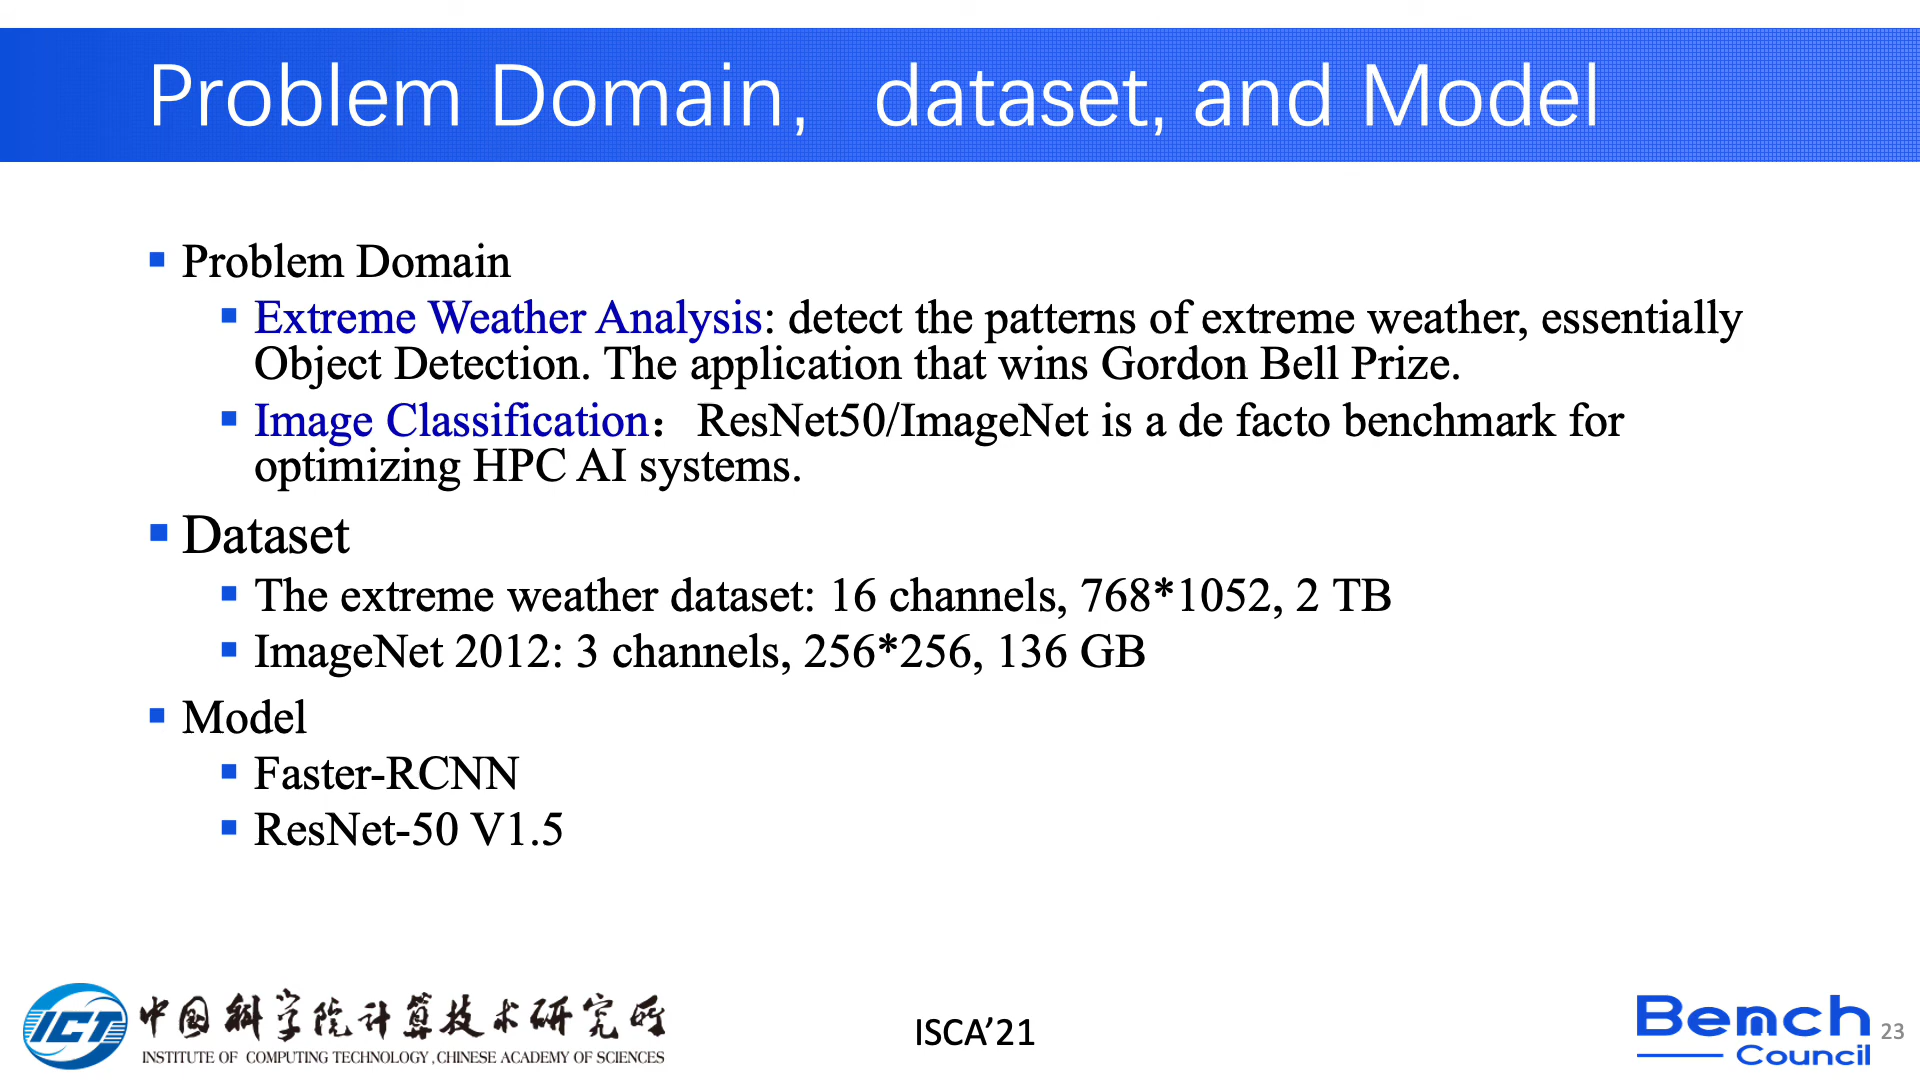 Problem Domain， dataset, and Model
Problem Domain
Extreme Weather Analysis: detect the patterns of extreme weather, essentially
Object Detection. The application that wins Gordon Bell Prize.
Image Classification： ResNet50/ImageNet is a de facto benchmark for
optimizing HPC AI systems.
Dataset
The extreme weather dataset: 16 channels, 768*1052, 2 TB
ImageNet 2012: 3 channels, 256*256, 136 GB
Model
Faster-RCNN
ResNet-50 V1.5
ICT
中国科学院计算技术研究所
INSTITUTE OF COMPUTING TECHNOLOGY, CHINESE ACADEMY OF SCIENCES
ISCA’21
Bench
Council
23